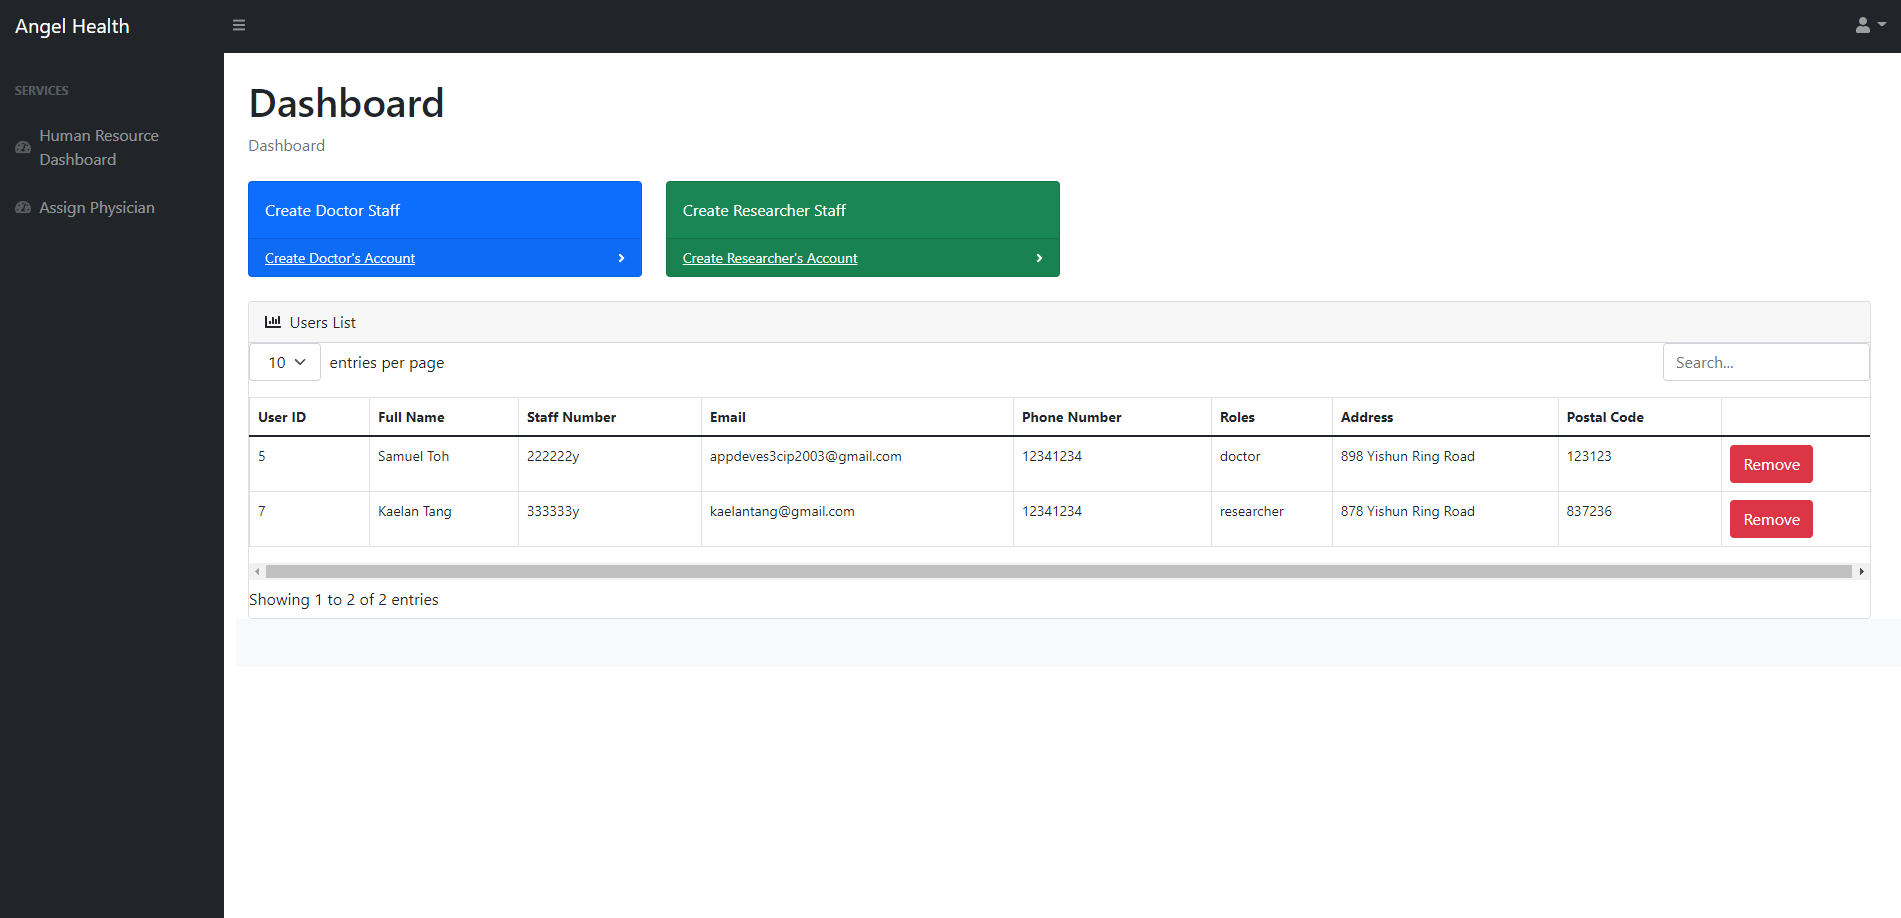 Angel Health
SERVICES
Human Resource
Dashboard
Assign Physician
Dashboard
Dashboard
Create Doctor Staff
Create Doctor's Account
Create Researcher Staff
Create Researcher's Account
Users List
10 entries per page
Search...
User ID Full Name Staff Number Email Phone Number Roles Address Postal Code
5 Samuel Toh 222222y appdeves3cip2003@gmail.com 12341234 doctor 898 Yishun Ring Road 123123 Remove
7 Kaelan Tang 333333y kaelantang@gmail.com 12341234 researcher 878 Yishun Ring Road 837236 Remove
Showing 1 to 2 of 2 entries